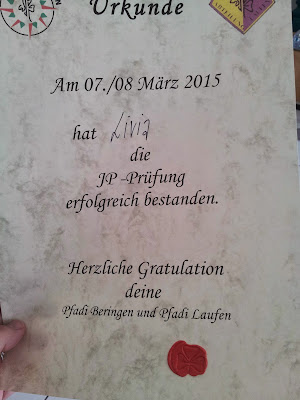 Urkunde
Am 07./08 März 2015
hat Livia
die
JP-Prüfung
erfolgreich bestanden.
Herzliche Gratulation
deine
Pfadi Beringen und Pfadi Laufen